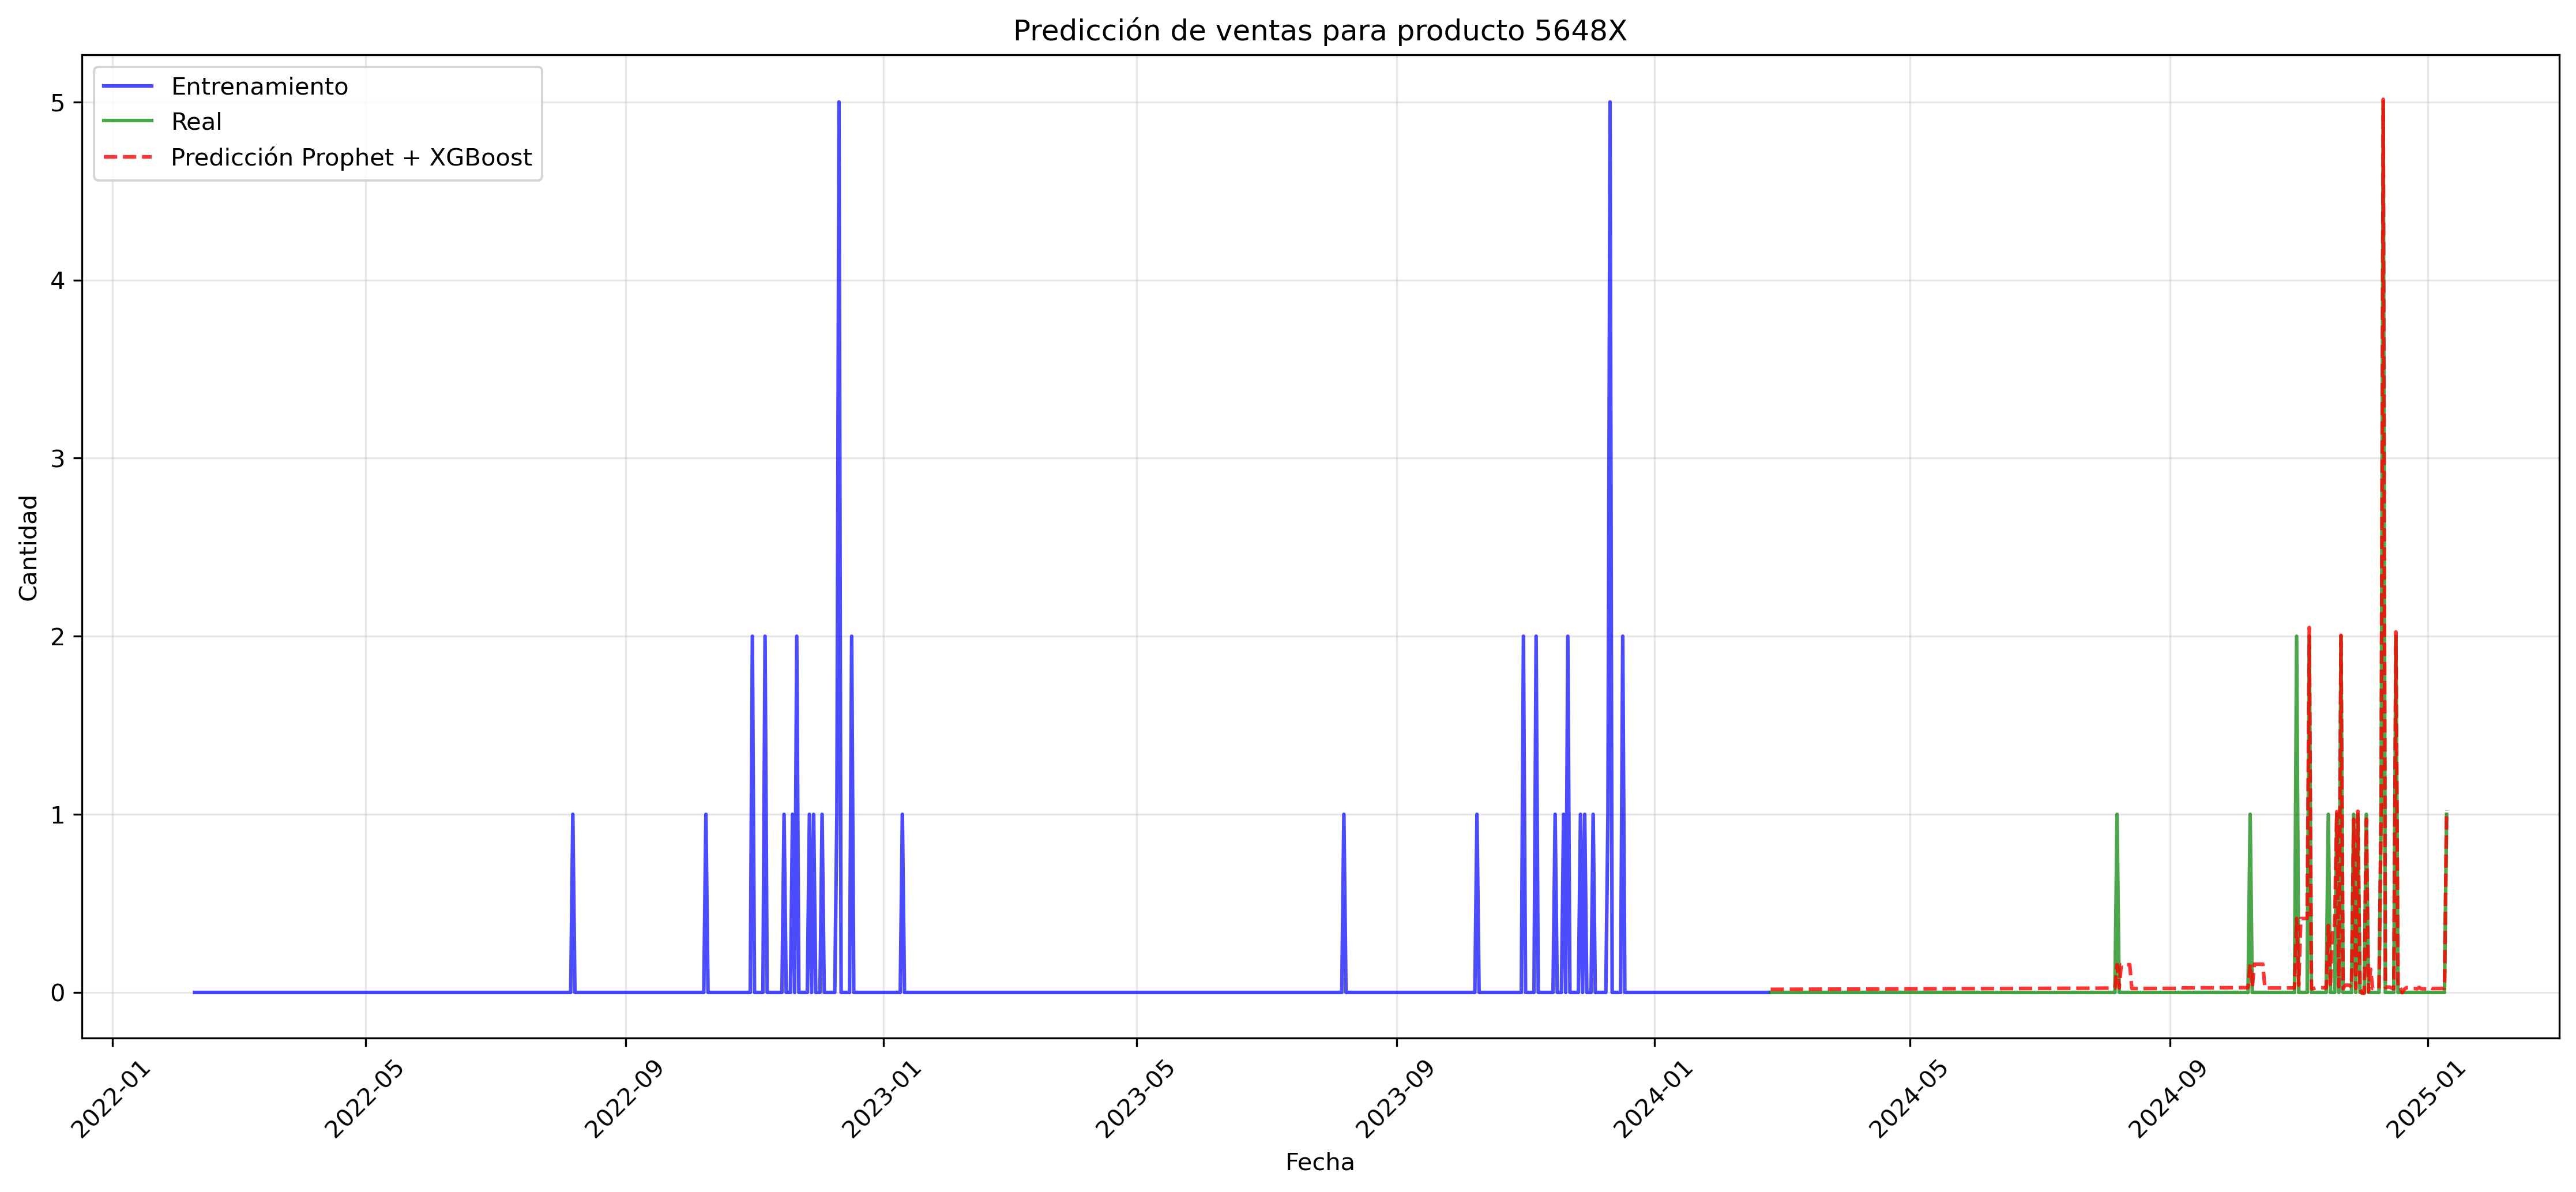 Predicción de ventas para producto 5648X
Entrenamiento
Real
Predicción Prophet + XGBoost
5
4
3
2
1
0
Cantidad
2022-01
2022-05
2022-09
2023-01
2023-05
2023-09
2024-01
2024-05
2024-09
2025-01
Fecha